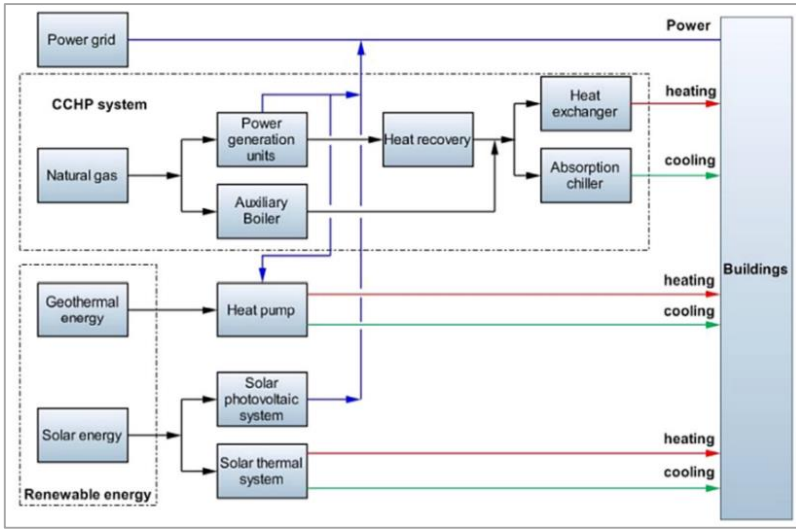 Power grid
Power
CCHP system
Natural gas
Power
generation
units
Auxiliary
Boiler
Heat recovery
Heat
exchanger
Absorption
chiller
heating
cooling
Geothermal
energy
Heat pump
heating
cooling
Buildings
Solar energy
Solar
photovoltaic
system
Solar thermal
system
heating
cooling
Renewable energy